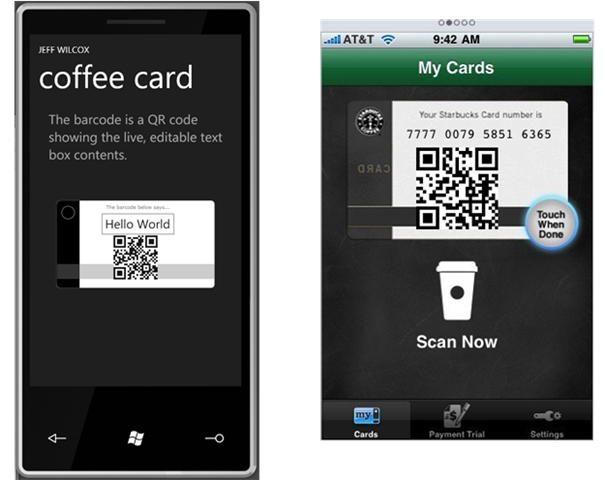 JEFF WILCOX
coffee card
The barcode is a QR code
showing the live, editable text
box contents.
The barcode below says...
Hello World
AT&T
9:42 AM
My Cards
Your Starbucks Card number is
7777 0079 5851 6365
CARD
Touch
When
Done
Scan Now
my
Cards
Payment Trial
Settings